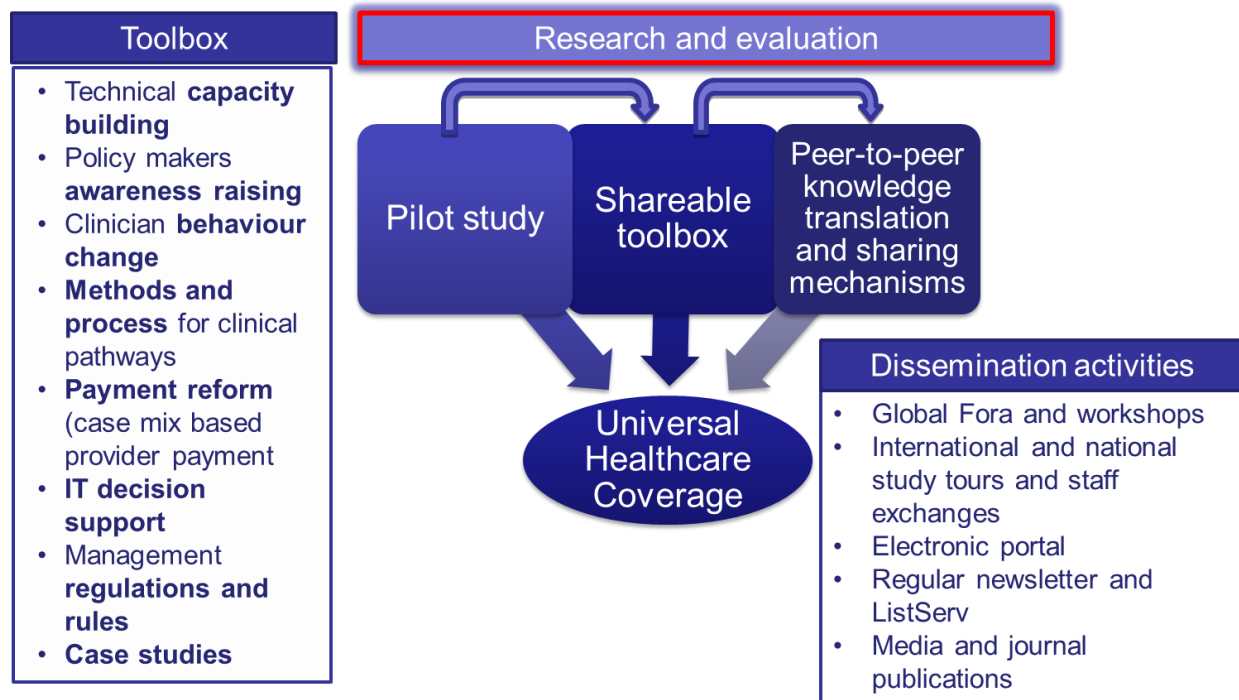 Toolbox
• Technical capacity
building
• Policy makers
awareness raising
• Clinician behaviour
change
• Methods and
process for clinical
pathways
• Payment reform
(case mix based
provider payment
• IT decision
support
• Management
regulations and
rules
• Case studies
Research and evaluation
Pilot study
Shareable
toolbox
Peer-to-peer
knowledge
translation
and sharing
mechanisms
Universal
Healthcare
Coverage
Dissemination activities
• Global Fora and workshops
• International and national
study tours and staff
exchanges
• Electronic portal
• Regular newsletter and
ListServ
• Media and journal
publications